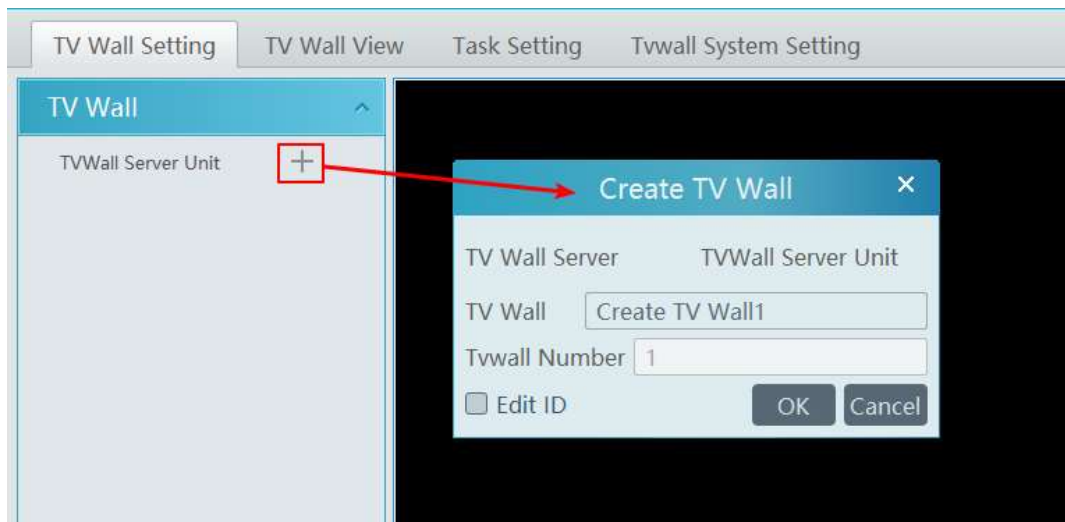 TV Wall Setting TV Wall View Task Setting Tvwall System Setting
TV Wall
TVWall Server Unit
Create TV Wall
TV Wall Server TVWall Server Unit
TV Wall Create TV Wall1
Tvwall Number 1
Edit ID OK Cancel